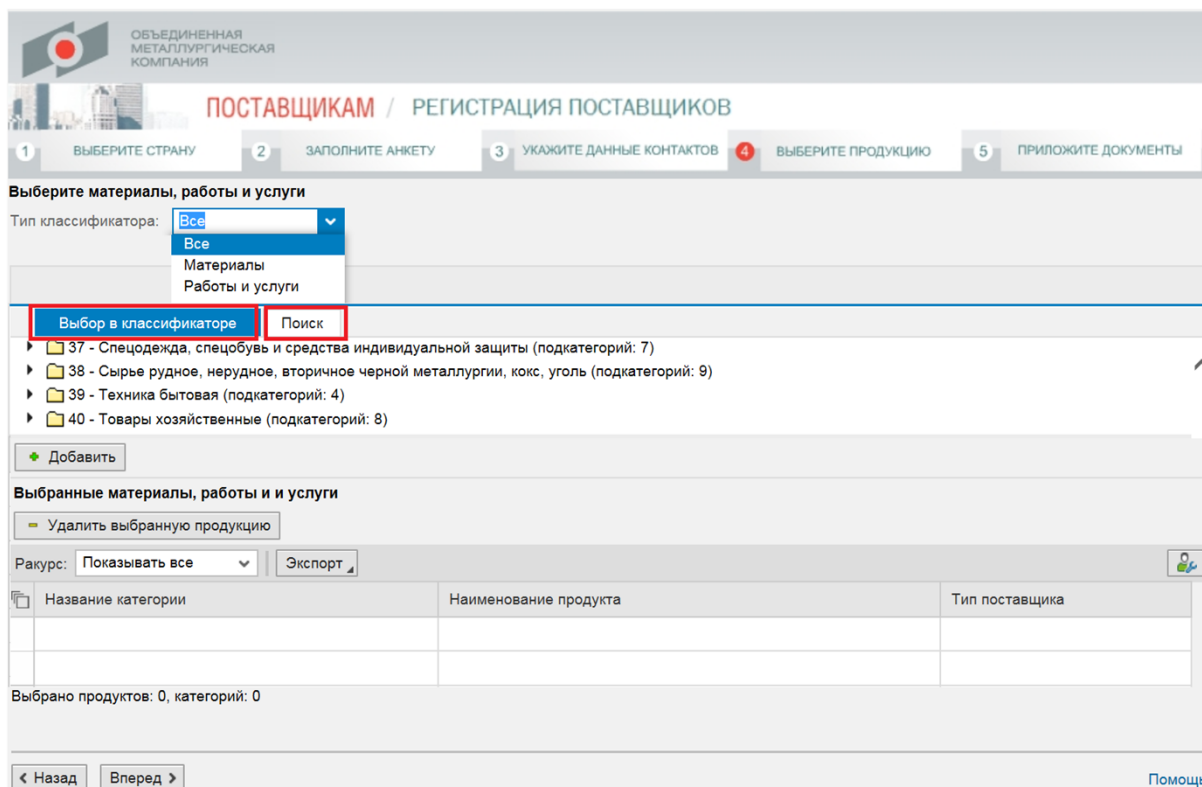 ОБЪЕДИНЕННАЯ
МЕТАЛЛУРГИЧЕСКАЯ
КОМПАНИЯ
ПОСТАВЩИКАМ / РЕГИСТРАЦИЯ ПОСТАВЩИКОВ
1 ВЫБЕРИТЕ СТРАНУ 2 ЗАПОЛНИТЕ АНКЕТУ 3 УКАЖИТЕ ДАННЫЕ КОНТАКТОВ 4 ВЫБЕРИТЕ ПРОДУКЦИЮ 5 ПРИЛОЖИТЕ ДОКУМЕНТЫ
Выберите материалы, работы и услуги
Тип классификатора: Все
Все
Материалы
Работы и услуги
Выбор в классификаторе Поиск
37 - Спецодежда, спецобувь и средства индивидуальной защиты (подкатегорий: 7)
38 - Сырье рудное, нерудное, вторичное черной металлургии, кокс, уголь (подкатегорий: 9)
39 - Техника бытовая (подкатегорий: 4)
40 - Товары хозяйственные (подкатегорий: 8)
Добавить
Выбранные материалы, работы и и услуги
Удалить выбранную продукцию
Ракурс: Показывать все Экспорт
Название категории Наименование продукта Тип поставщика
Выбрано продуктов: 0, категорий: 0
Назад Вперед Помощь